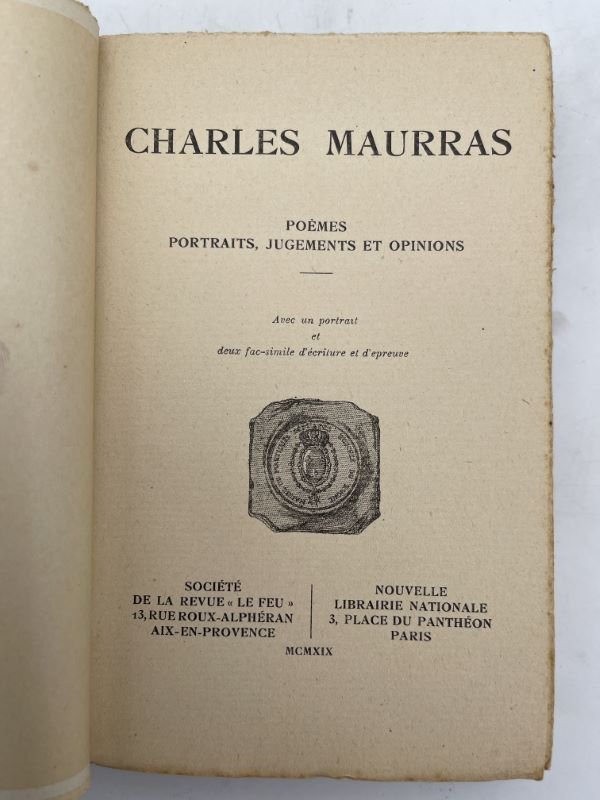 CHARLES MAURRAS
POÈMES
PORTRAITS, JUGEMENTS ET OPINIONS
Avec un portrait
et
deux fac-simile d'écriture et d'epreuve
SOCIÉTÉ
DE LA REVUE « LE FEU »
13, RUE ROUX-ALPHÉRAN
AIX-EN-PROVENCE
NOUVELLE
LIBRAIRIE NATIONALE
3, PLACE DU PANTHÉON
PARIS
MCMXIX